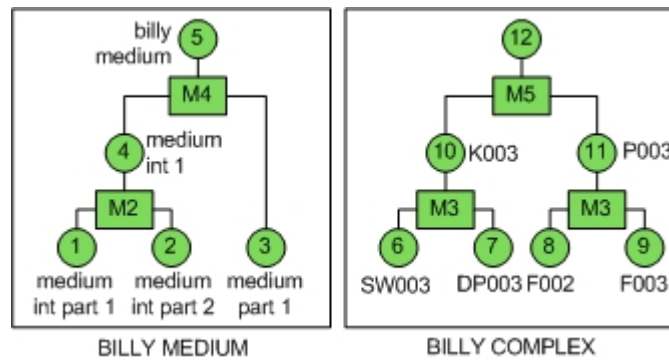 billy
medium
5
M4
4
medium
int 1
M2
1
2
3
medium
int part 1
medium
int part 2
medium
part 1
BILLY MEDIUM
12
M5
10
K003
11
P003
M3
M3
6
7
8
9
SW003
DP003
F002
F003
BILLY COMPLEX